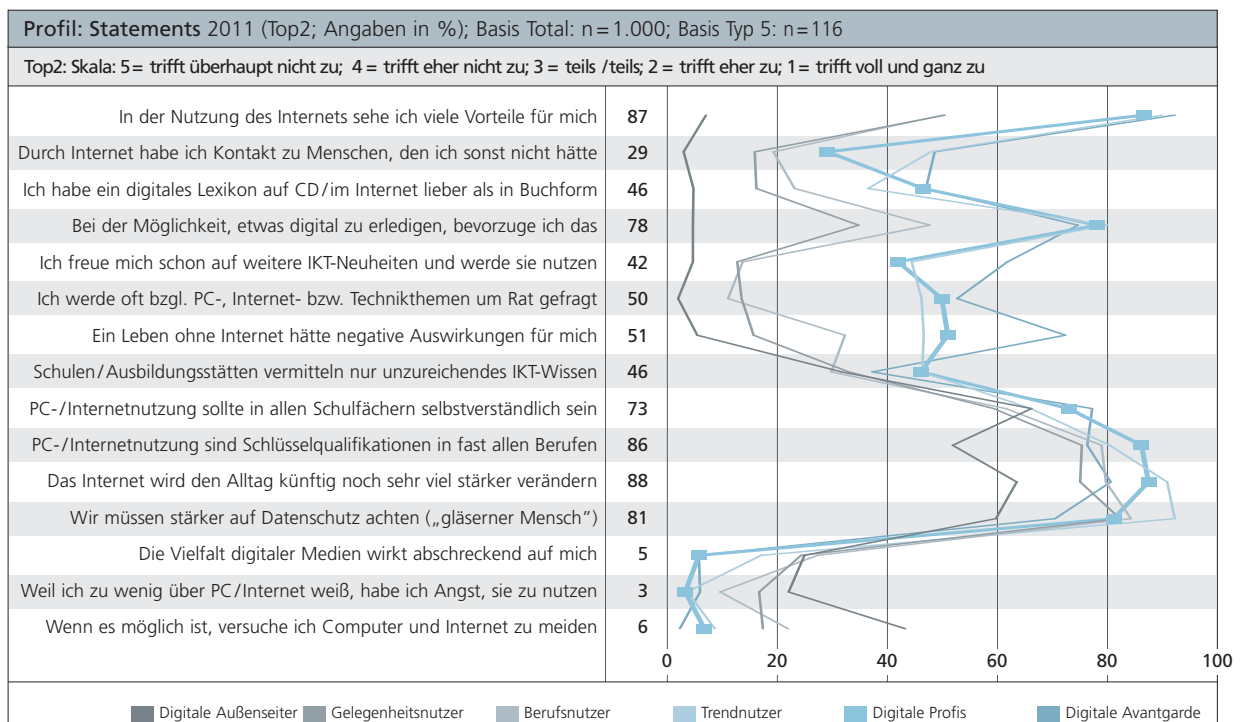 Profil: Statements 2011 (Top2; Angaben in %); Basis Total: n=1.000; Basis Typ 5: n=116
Top2: Skala: 5= trifft überhaupt nicht zu; 4= trifft eher nicht zu; 3= teils/teils; 2= trifft eher zu; 1= trifft voll und ganz zu
In der Nutzung des Internets sehe ich viele Vorteile für mich 87
Durch Internet habe ich Kontakt zu Menschen, den ich sonst nicht hätte 29
Ich habe ein digitales Lexikon auf CD/im Internet lieber als in Buchform 46
Bei der Möglichkeit, etwas digital zu erledigen, bevorzuge ich das 78
Ich freue mich schon auf weitere IKT-Neuheiten und werde sie nutzen 42
Ich werde oft bzgl. PC-, Internet- bzw. Technikthemen um Rat gefragt 50
Ein Leben ohne Internet hätte negative Auswirkungen für mich 51
Schulen/Ausbildungsstätten vermitteln nur unzureichendes IKT-Wissen 46
PC-/Internetnutzung sollte in allen Schulfächern selbstverständlich sein 73
PC-/Internetnutzung sind Schlüsselqualifikationen in fast allen Berufen 86
Das Internet wird den Alltag künftig noch sehr viel stärker verändern 88
Wir müssen stärker auf Datenschutz achten („gläserner Mensch") 81
Die Vielfalt digitaler Medien wirkt abschreckend auf mich 5
Weil ich zu wenig über PC/Internet weiß, habe ich Angst, sie zu nutzen 3
Wenn es möglich ist, versuche ich Computer und Internet zu meiden 6
0 20 40 60 80 100
Digitale Außenseiter Gelegenheitsnutzer Berufsnutzer Trendnutzer Digitale Profis Digitale Avantgarde